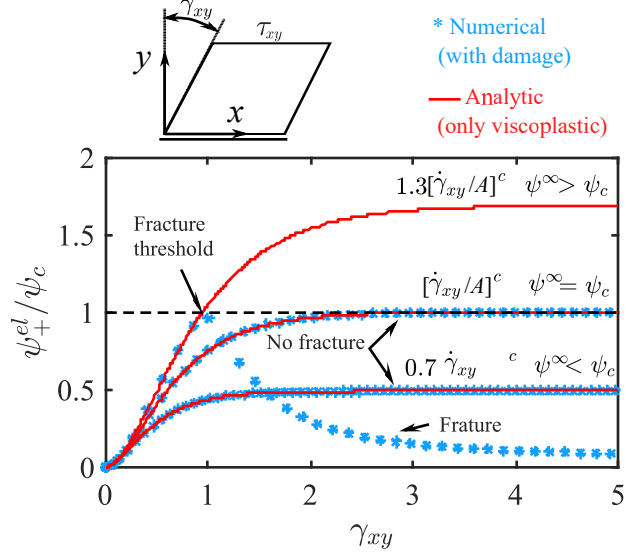 γxy
τxy
y
x
* Numerical
(with damage)
Analytic
(only viscoplastic)
2
1.5
1
0.5
0
ψ₊ᵉˡ/ψc
1.3[γ̇xy/A]ᶜ ψ^∞> ψc
Fracture
threshold
[γ̇xy/A]ᶜ ψ^∞= ψc
No fracture
0.7 γ̇xy ᶜ ψ^∞< ψc
Frature
0 1 2 3 4 5
γxy